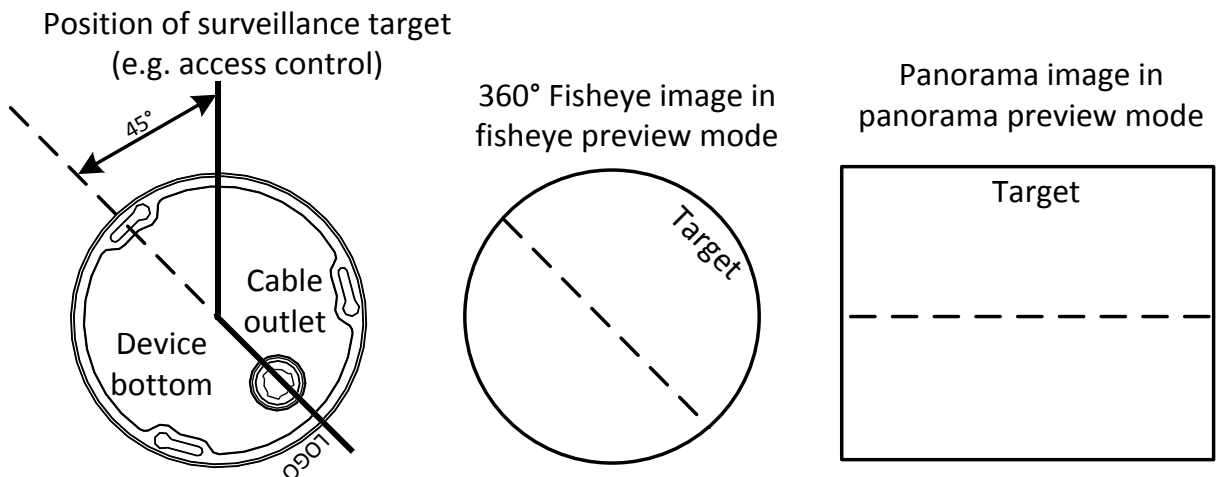 Position of surveillance target
(e.g. access control)
45°
Cable
outlet
Device
bottom
LOGO
360° Fisheye image in
fisheye preview mode
Target
Panorama image in
panorama preview mode
Target